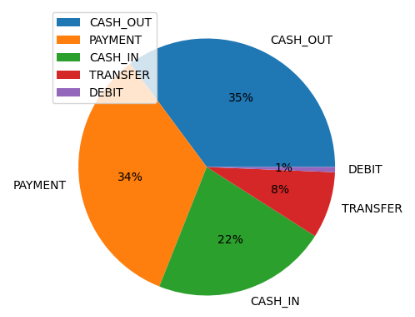 CASH_OUT
PAYMENT
CASH_IN
TRANSFER
DEBIT
CASH_OUT
35%
PAYMENT
34%
1%
DEBIT
8%
TRANSFER
22%
CASH_IN